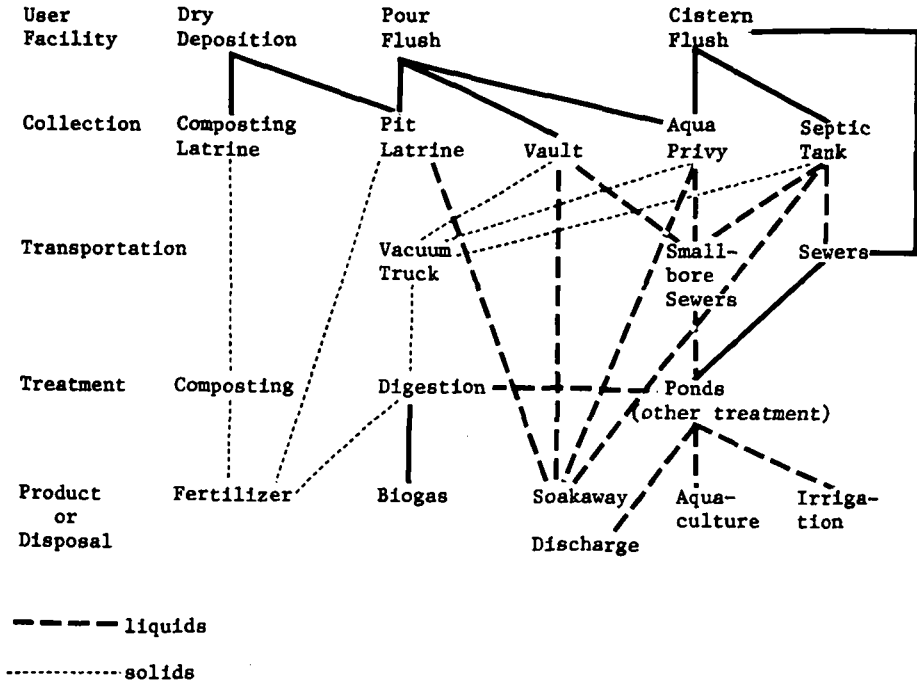 User Dry Pour Cistern
Facility Deposition Flush Flush
Collection Composting Pit Aqua Septic
Latrine Latrine Vault Privy Tank
Transportation Vacuum Small- Sewers
Truck bore
Sewers
Treatment Composting Digestion Ponds
(other treatment)
Product Fertilizer Biogas Soakaway Aqua- Irriga-
or culture tion
Disposal Discharge
liquids
solids